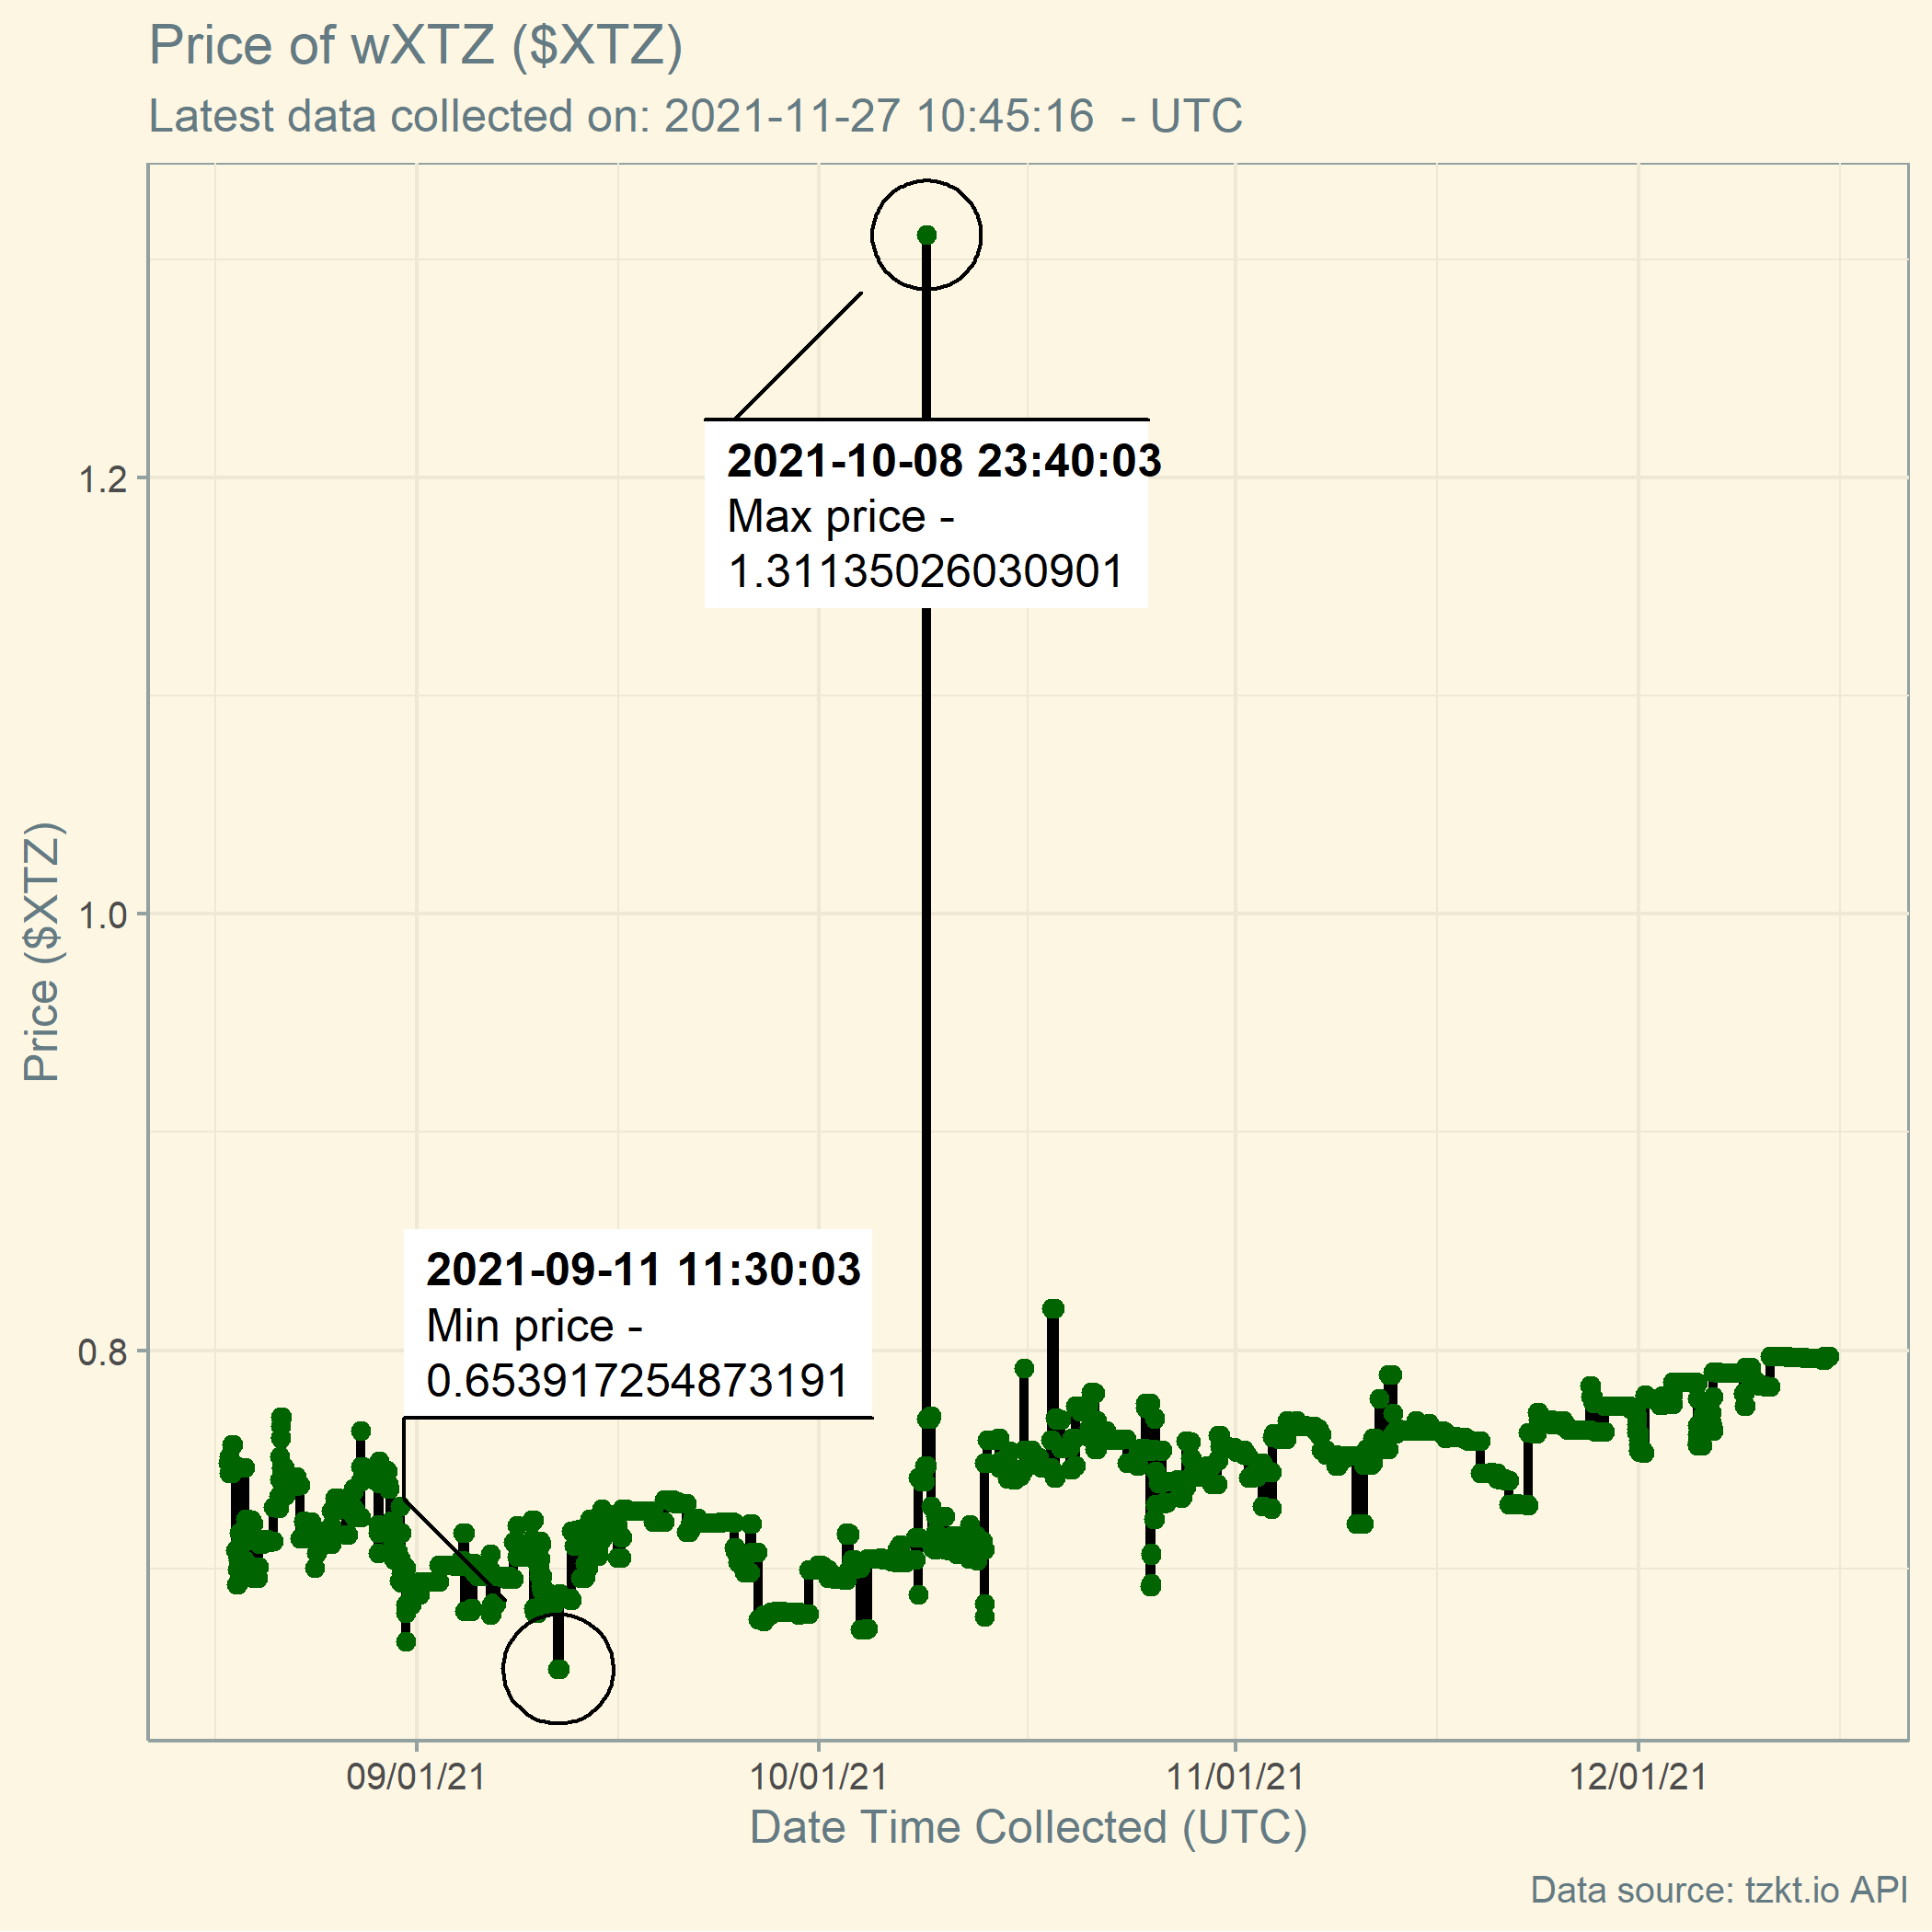 Price of wXTZ ($XTZ)
Latest data collected on: 2021-11-27 10:45:16  - UTC
2021-10-08 23:40:03
Max price -
1.31135026030901
1.2
1.0
0.8
Price ($XTZ)
2021-09-11 11:30:03
Min price -
0.653917254873191
09/01/21
10/01/21
11/01/21
12/01/21
Date Time Collected (UTC)
Data source: tzkt.io API